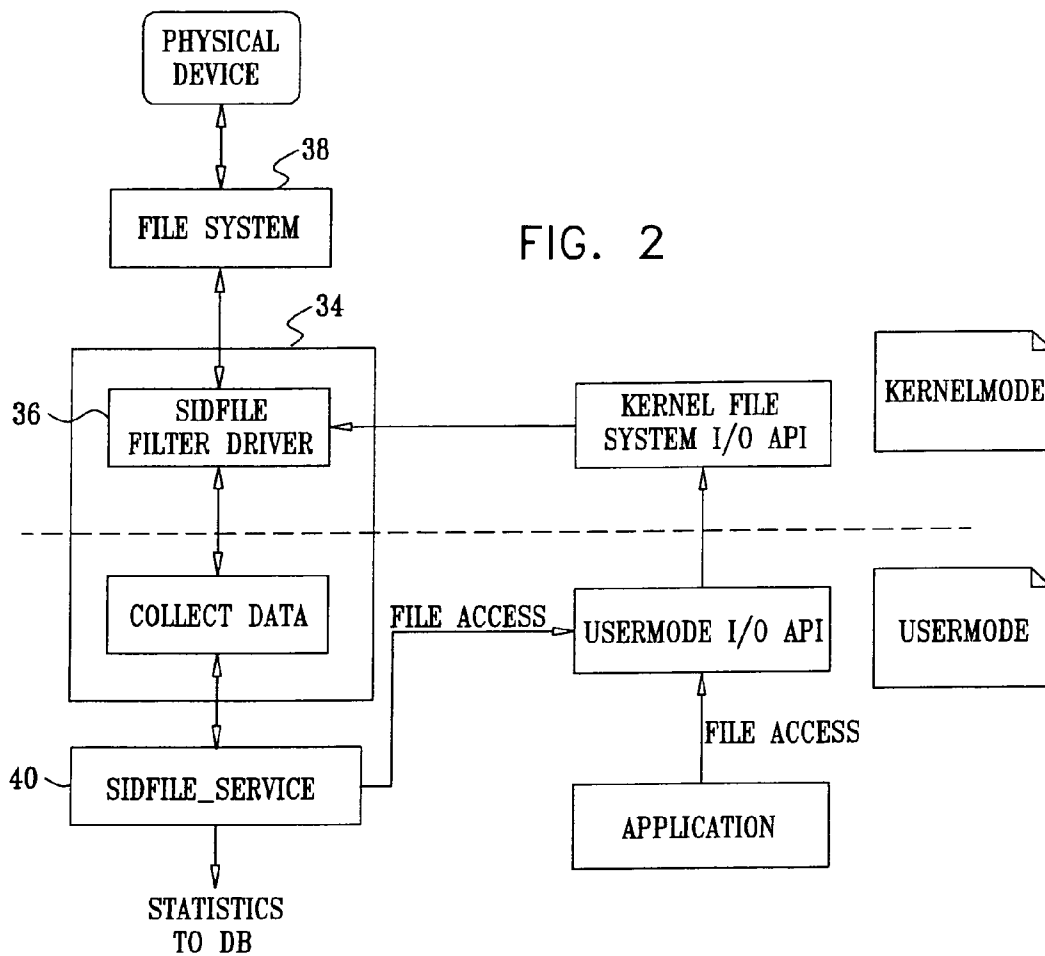 PHYSICAL
DEVICE
38
FILE SYSTEM
FIG. 2
34
36
SIDFILE
FILTER DRIVER
KERNEL FILE
SYSTEM I/O API
KERNELMODE
COLLECT DATA
FILE ACCESS
USERMODE I/O API
USERMODE
FILE ACCESS
40
SIDFILE_SERVICE
APPLICATION
STATISTICS
TO DB